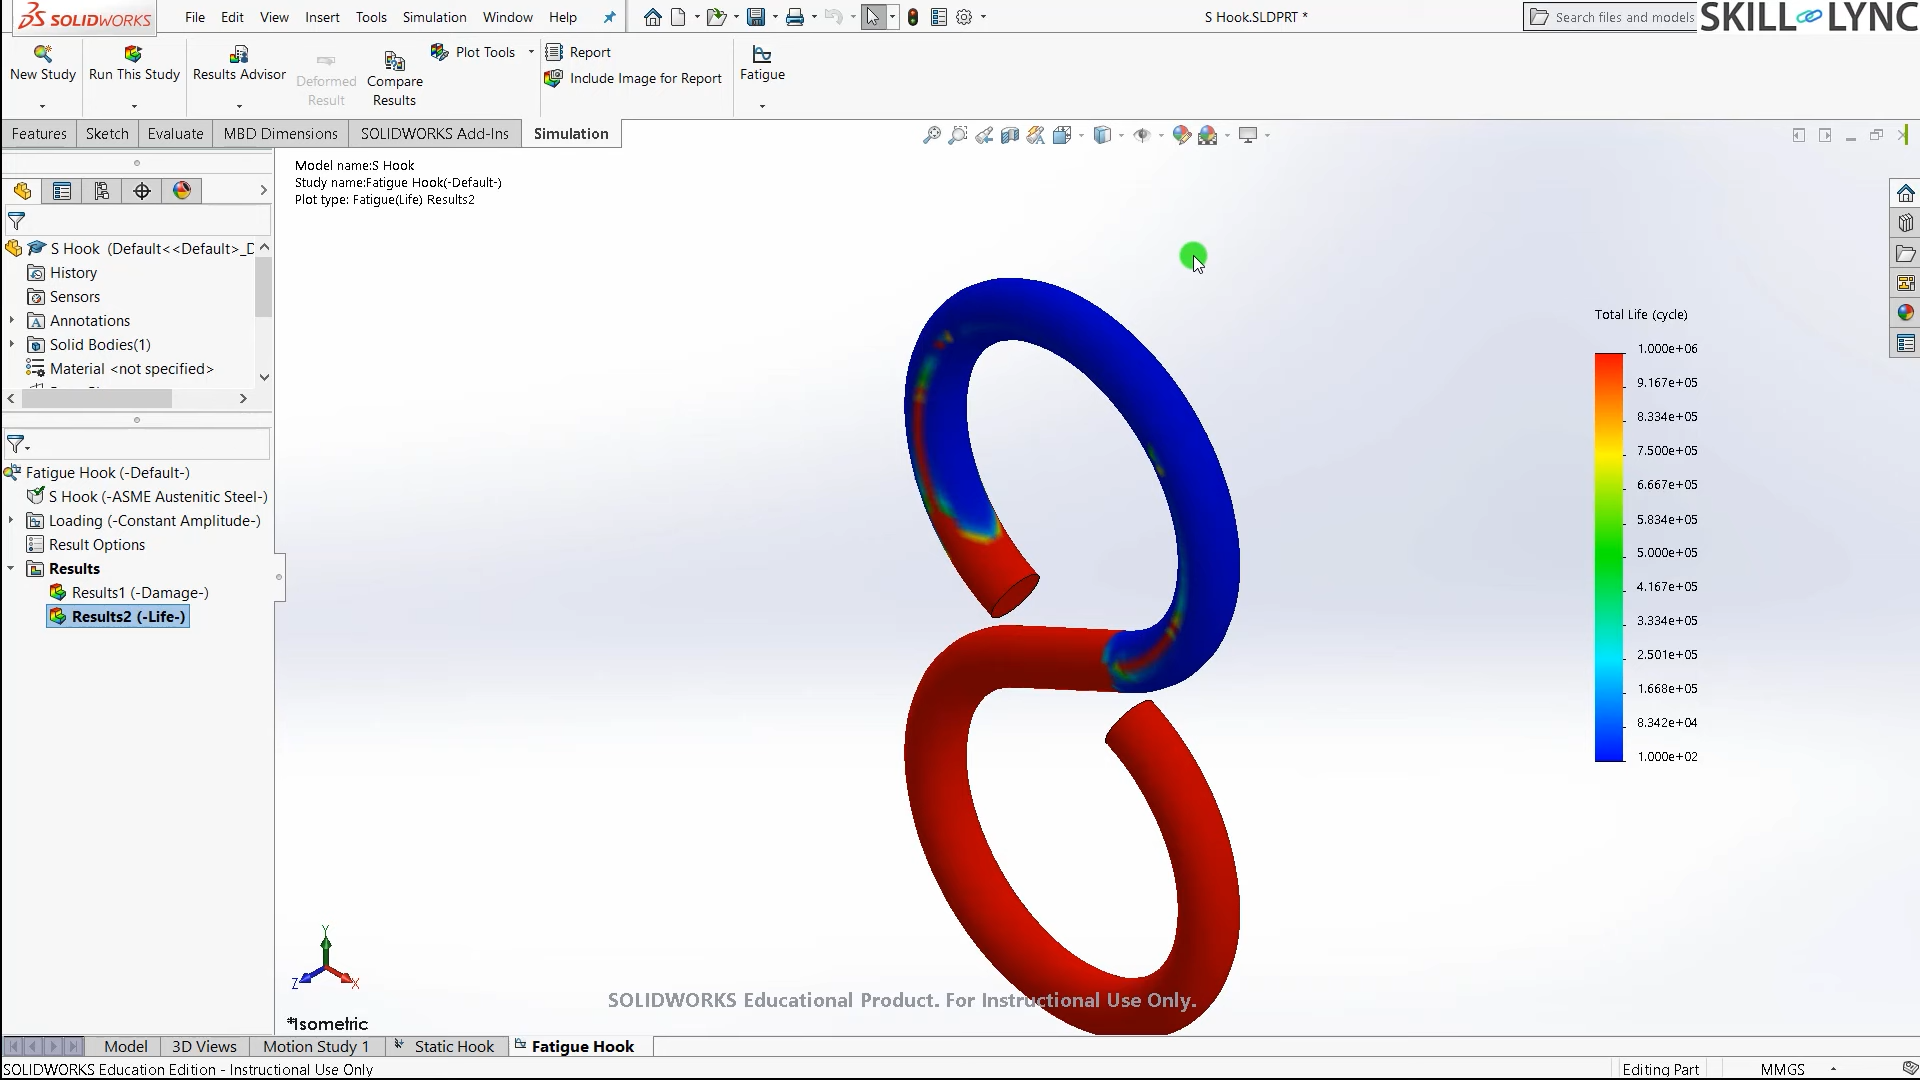 SOLIDWORKS
File Edit View Insert Tools Simulation Window Help
S Hook.SLDPRT *
Search files and models
SKILL LYNC
New Study
Run This Study
Results Advisor
Deformed Result
Compare Results
Plot Tools
Report
Include Image for Report
Fatigue
Features Sketch Evaluate MBD Dimensions SOLIDWORKS Add-Ins Simulation
Model name:S Hook
Study name:Fatigue Hook(-Default-)
Plot type: Fatigue(Life) Results2
S Hook (Default<<Default>_D
History
Sensors
Annotations
Solid Bodies(1)
Material <not specified>
Fatigue Hook (-Default-)
S Hook (-ASME Austenitic Steel-)
Loading (-Constant Amplitude-)
Result Options
Results
Results1 (-Damage-)
Results2 (-Life-)
Total Life (cycle)
1.000e+06
9.167e+05
8.334e+05
7.500e+05
6.667e+05
5.834e+05
5.000e+05
4.167e+05
3.334e+05
2.501e+05
1.668e+05
8.342e+04
1.000e+02
Y
Z
X
*Isometric
SOLIDWORKS Educational Product. For Instructional Use Only.
Model 3D Views Motion Study 1 Static Hook Fatigue Hook
SOLIDWORKS Education Edition - Instructional Use Only
Editing Part
MMGS